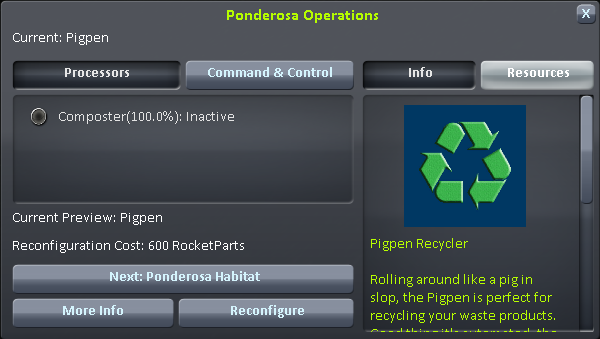 Ponderosa Operations
X
Current: Pigpen
Processors
Command & Control
Info
Resources
Composter(100.0%): Inactive
Current Preview: Pigpen
Reconfiguration Cost: 600 RocketParts
Next: Ponderosa Habitat
More Info
Reconfigure
Pigpen Recycler
Rolling around like a pig in
slop, the Pigpen is perfect for
recycling your waste products.